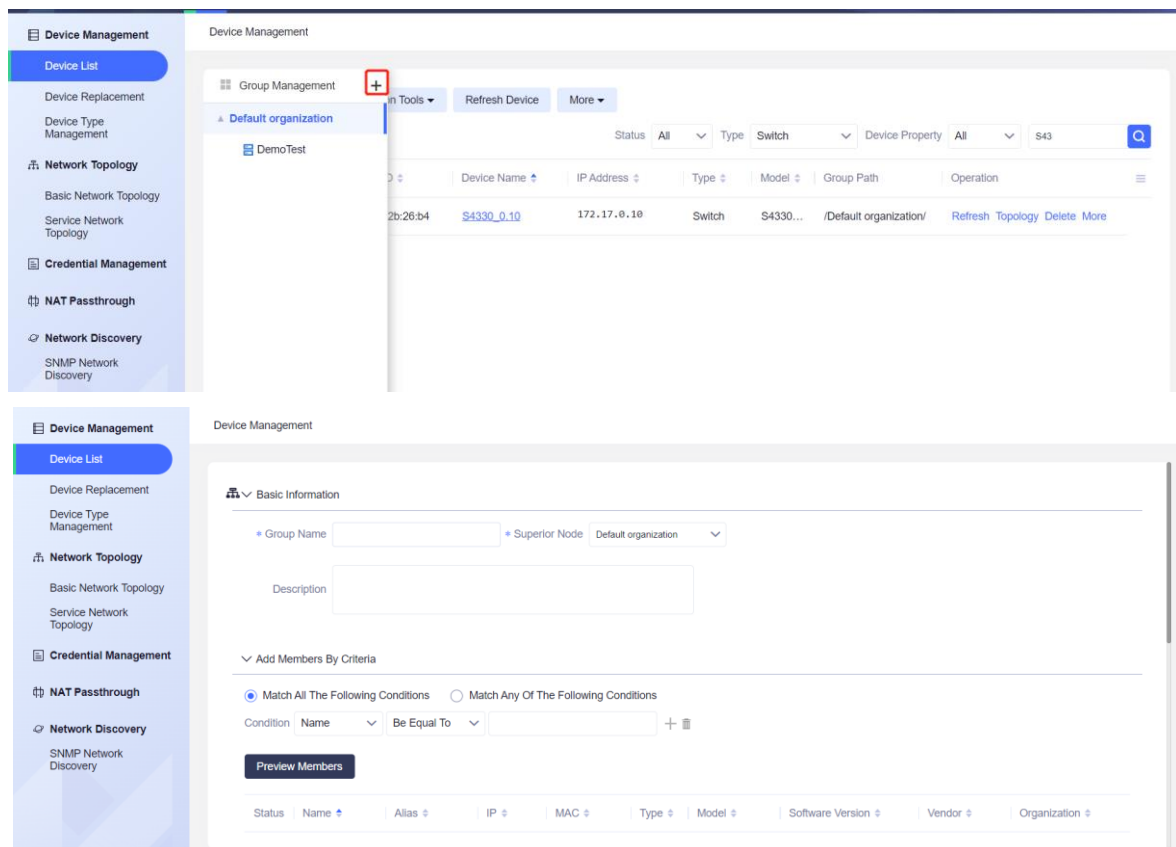 Device Management
Device List
Device Replacement
Device Type
Management
Network Topology
Basic Network Topology
Service Network
Topology
Credential Management
NAT Passthrough
Network Discovery
SNMP Network
Discovery
Device Management
Group Management +
Default organization
DemoTest
n Tools Refresh Device More
Status All Type Switch Device Property All S43
Device Name IP Address Type Model Group Path Operation
2b:26:b4 S4330_0.10 172.17.0.10 Switch S4330... /Default organization/ Refresh Topology Delete More
Device Management
Device List
Device Replacement
Device Type
Management
Network Topology
Basic Network Topology
Service Network
Topology
Credential Management
NAT Passthrough
Network Discovery
SNMP Network
Discovery
Device Management
Basic Information
* Group Name * Superior Node Default organization
Description
Add Members By Criteria
Match All The Following Conditions Match Any Of The Following Conditions
Condition Name Be Equal To
Preview Members
Status Name Alias IP MAC Type Model Software Version Vendor Organization